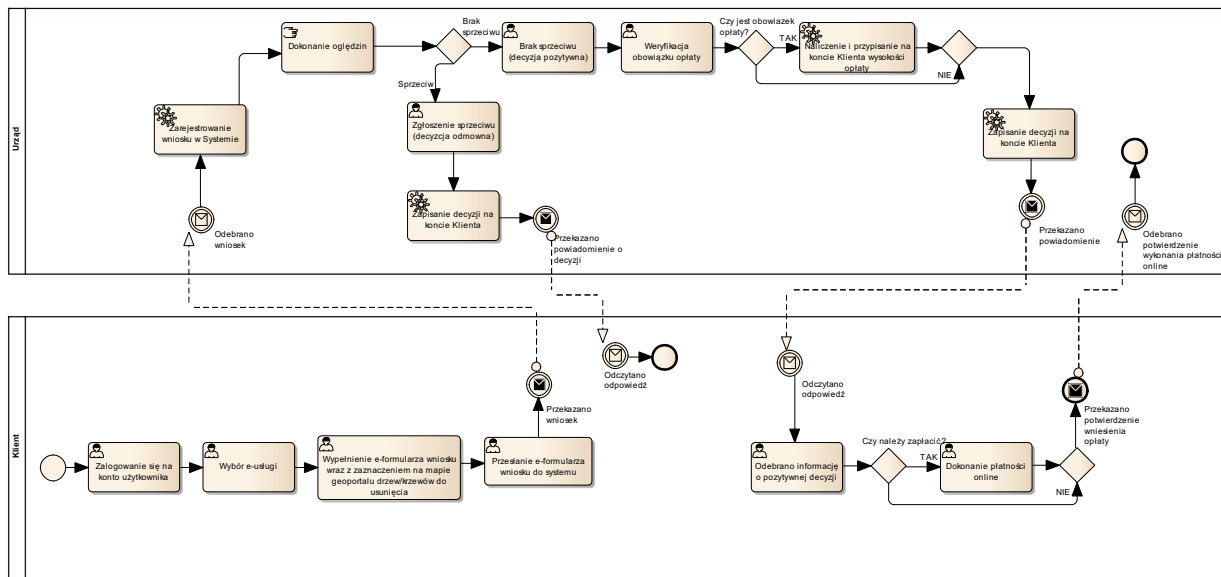 Urząd
Brak
sprzeciwu
Czy jest obowiazek
opłaty?
Dokonanie oględzin
Brak sprzeciwu
(decyzja pozytywna)
Weryfikacja
obowiązku opłaty
TAK
Naliczenie i przypisanie na
koncie Klienta wysokości
opłaty
NIE
Sprzeciw
Zarejestrowanie
wniosku w Systemie
Zgłoszenie sprzeciwu
(decyzcja odmowna)
Zapisanie decyzji na
koncie Klienta
Zapisanie decyzji na
koncie Klienta
Odebrano
wniosek
Przekazano
powiadomienie o
decyzji
Przekazano
powiadomienie
Odebrano
potwierdzenie
wykonania płatności
online
Klient
Odczytano
odpowiedź
Odczytano
odpowiedź
Przekazano
wniosek
Przekazano
potwierdzenie
wniesienia
opłaty
Zalogowanie się na
konto użytkownika
Wybór e-usługi
Wypełnienie e-formularza wniosku
wraz z zaznaczeniem na mapie
geoportalu drzew/krzewów do
usunięcia
Przesłanie e-formularza
wniosku do systemu
Odebrano informację
o pozytywnej decyzji
Czy należy zapłacić?
TAK
Dokonanie płatności
online
NIE